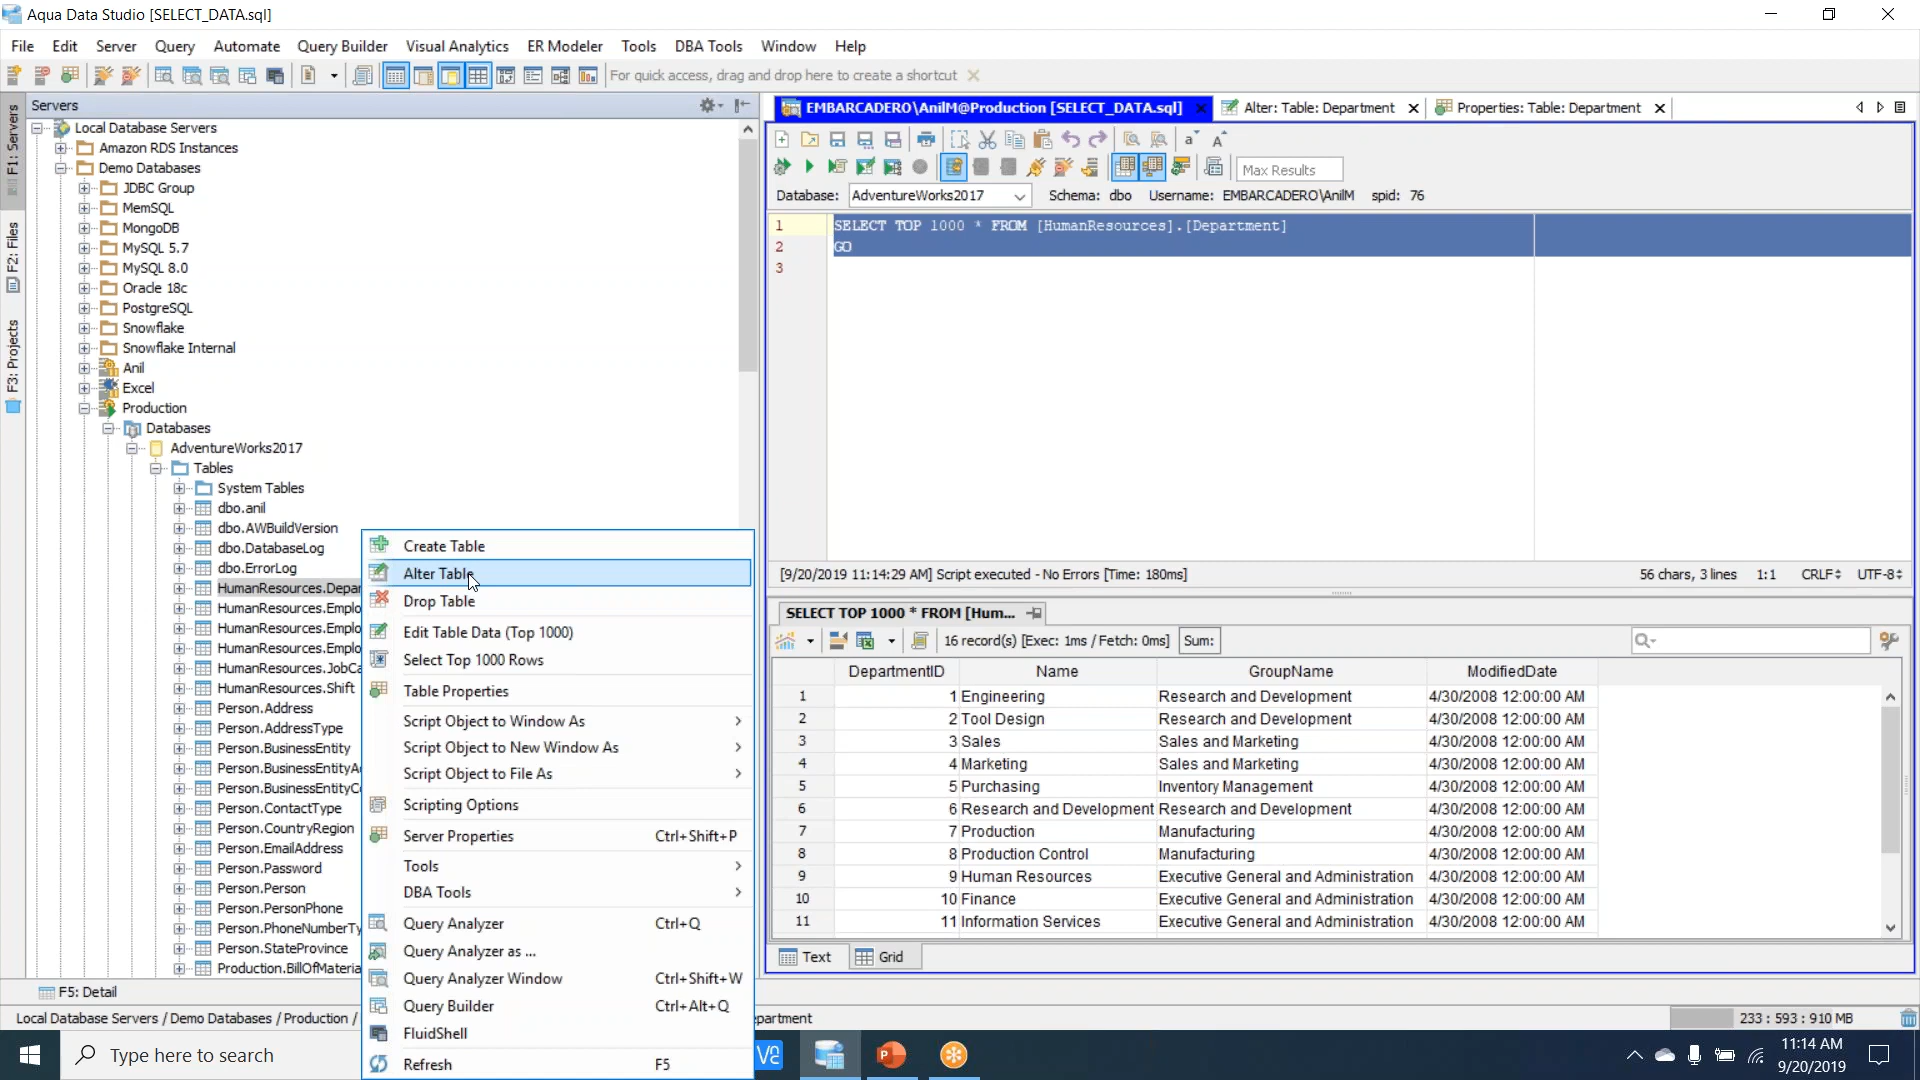 Aqua Data Studio [SELECT_DATA.sql]
File Edit Server Query Automate Query Builder Visual Analytics ER Modeler Tools DBA Tools Window Help
For quick access, drag and drop here to create a shortcut
F1: Servers
F2: Files
F3: Projects
Servers
Local Database Servers
Amazon RDS Instances
Demo Databases
JDBC Group
MemSQL
MongoDB
MySQL 5.7
MySQL 8.0
Oracle 18c
PostgreSQL
Snowflake
Snowflake Internal
Anil
Excel
Production
Databases
AdventureWorks2017
Tables
System Tables
dbo.anil
dbo.AWBuildVersion
dbo.DatabaseLog
dbo.ErrorLog
HumanResources.Depar
HumanResources.Emplo
HumanResources.Emplo
HumanResources.Emplo
HumanResources.JobCa
HumanResources.Shift
Person.Address
Person.AddressType
Person.BusinessEntity
Person.BusinessEntityA
Person.BusinessEntityC
Person.ContactType
Person.CountryRegion
Person.EmailAddress
Person.Password
Person.Person
Person.PersonPhone
Person.PhoneNumberTy
Person.StateProvince
Production.BillOfMateria
Create Table
Alter Table
Drop Table
Edit Table Data (Top 1000)
Select Top 1000 Rows
Table Properties
Script Object to Window As
Script Object to New Window As
Script Object to File As
Scripting Options
Server Properties Ctrl+Shift+P
Tools
DBA Tools
Query Analyzer Ctrl+Q
Query Analyzer as ...
Query Analyzer Window Ctrl+Shift+W
Query Builder Ctrl+Alt+Q
FluidShell
Refresh F5
EMBARCADERO\AnilM@Production [SELECT_DATA.sql] Alter: Table: Department Properties: Table: Department
Max Results
Database: AdventureWorks2017 Schema: dbo Username: EMBARCADERO\AnilM spid: 76
1 SELECT TOP 1000 * FROM [HumanResources].[Department]
2 GO
3
[9/20/2019 11:14:29 AM] Script executed - No Errors [Time: 180ms] 56 chars, 3 lines 1:1 CRLF UTF-8
SELECT TOP 1000 * FROM [Hum...
16 record(s) [Exec: 1ms / Fetch: 0ms] Sum:
DepartmentID Name GroupName ModifiedDate
1 1 Engineering Research and Development 4/30/2008 12:00:00 AM
2 2 Tool Design Research and Development 4/30/2008 12:00:00 AM
3 3 Sales Sales and Marketing 4/30/2008 12:00:00 AM
4 4 Marketing Sales and Marketing 4/30/2008 12:00:00 AM
5 5 Purchasing Inventory Management 4/30/2008 12:00:00 AM
6 6 Research and Development Research and Development 4/30/2008 12:00:00 AM
7 7 Production Manufacturing 4/30/2008 12:00:00 AM
8 8 Production Control Manufacturing 4/30/2008 12:00:00 AM
9 9 Human Resources Executive General and Administration 4/30/2008 12:00:00 AM
10 10 Finance Executive General and Administration 4/30/2008 12:00:00 AM
11 11 Information Services Executive General and Administration 4/30/2008 12:00:00 AM
Text Grid
F5: Detail
Local Database Servers / Demo Databases / Production / epartment 233 : 593 : 910 MB
Type here to search
11:14 AM
9/20/2019